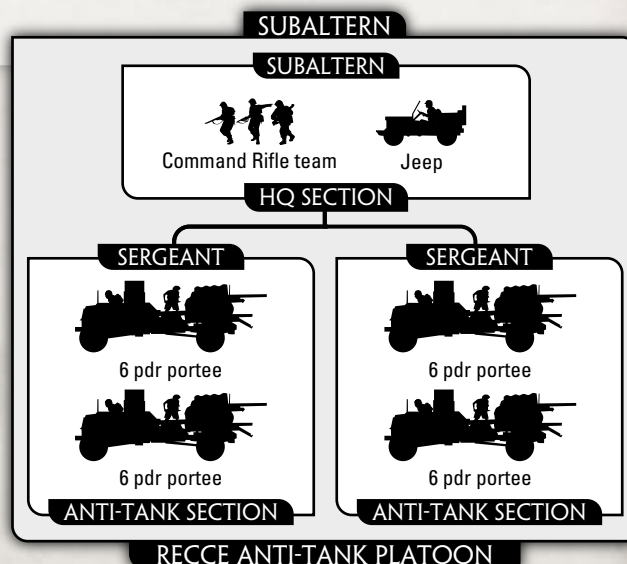 SUBALTERN
SUBALTERN
Command Rifle team
Jeep
HQ SECTION
SERGEANT
6 pdr portee
6 pdr portee
ANTI-TANK SECTION
SERGEANT
6 pdr portee
6 pdr portee
ANTI-TANK SECTION
RECCE ANTI-TANK PLATOON